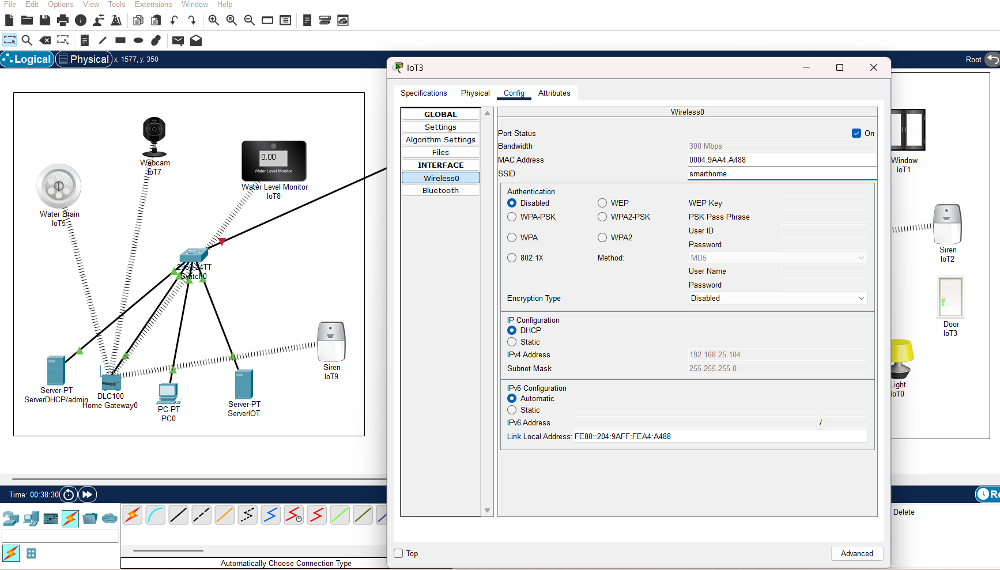 File Edit Options View Tools Extensions Window Help
Logical Physical x: 1577, y: 350
Root
Webcam
IoT7
0.00
Water Level Monitor
Water Level Monitor
IoT8
Water Drain
IoT5
2960-24TT
Switch0
Siren
IoT9
Server-PT
ServerDHCP/admin
DLC100
Home Gateway0
PC-PT
PC0
Server-PT
ServerIOT
IoT3
Specifications Physical Config Attributes
GLOBAL
Settings
Algorithm Settings
Files
INTERFACE
Wireless0
Bluetooth
Wireless0
Port Status On
Bandwidth 300 Mbps
MAC Address 0004.9AA4.A488
SSID smarthome
Authentication
Disabled WEP WEP Key
WPA-PSK WPA2-PSK PSK Pass Phrase
User ID
WPA WPA2
Password
802.1X Method: MD5
User Name
Password
Encryption Type Disabled
IP Configuration
DHCP
Static
IPv4 Address 192.168.25.104
Subnet Mask 255.255.255.0
IPv6 Configuration
Automatic
Static
IPv6 Address /
Link Local Address: FE80::204:9AFF:FEA4:A488
Top Advanced
Window
IoT1
Siren
IoT2
Door
IoT3
Light
IoT0
Time: 00:38:30
Re
Delete
Automatically Choose Connection Type